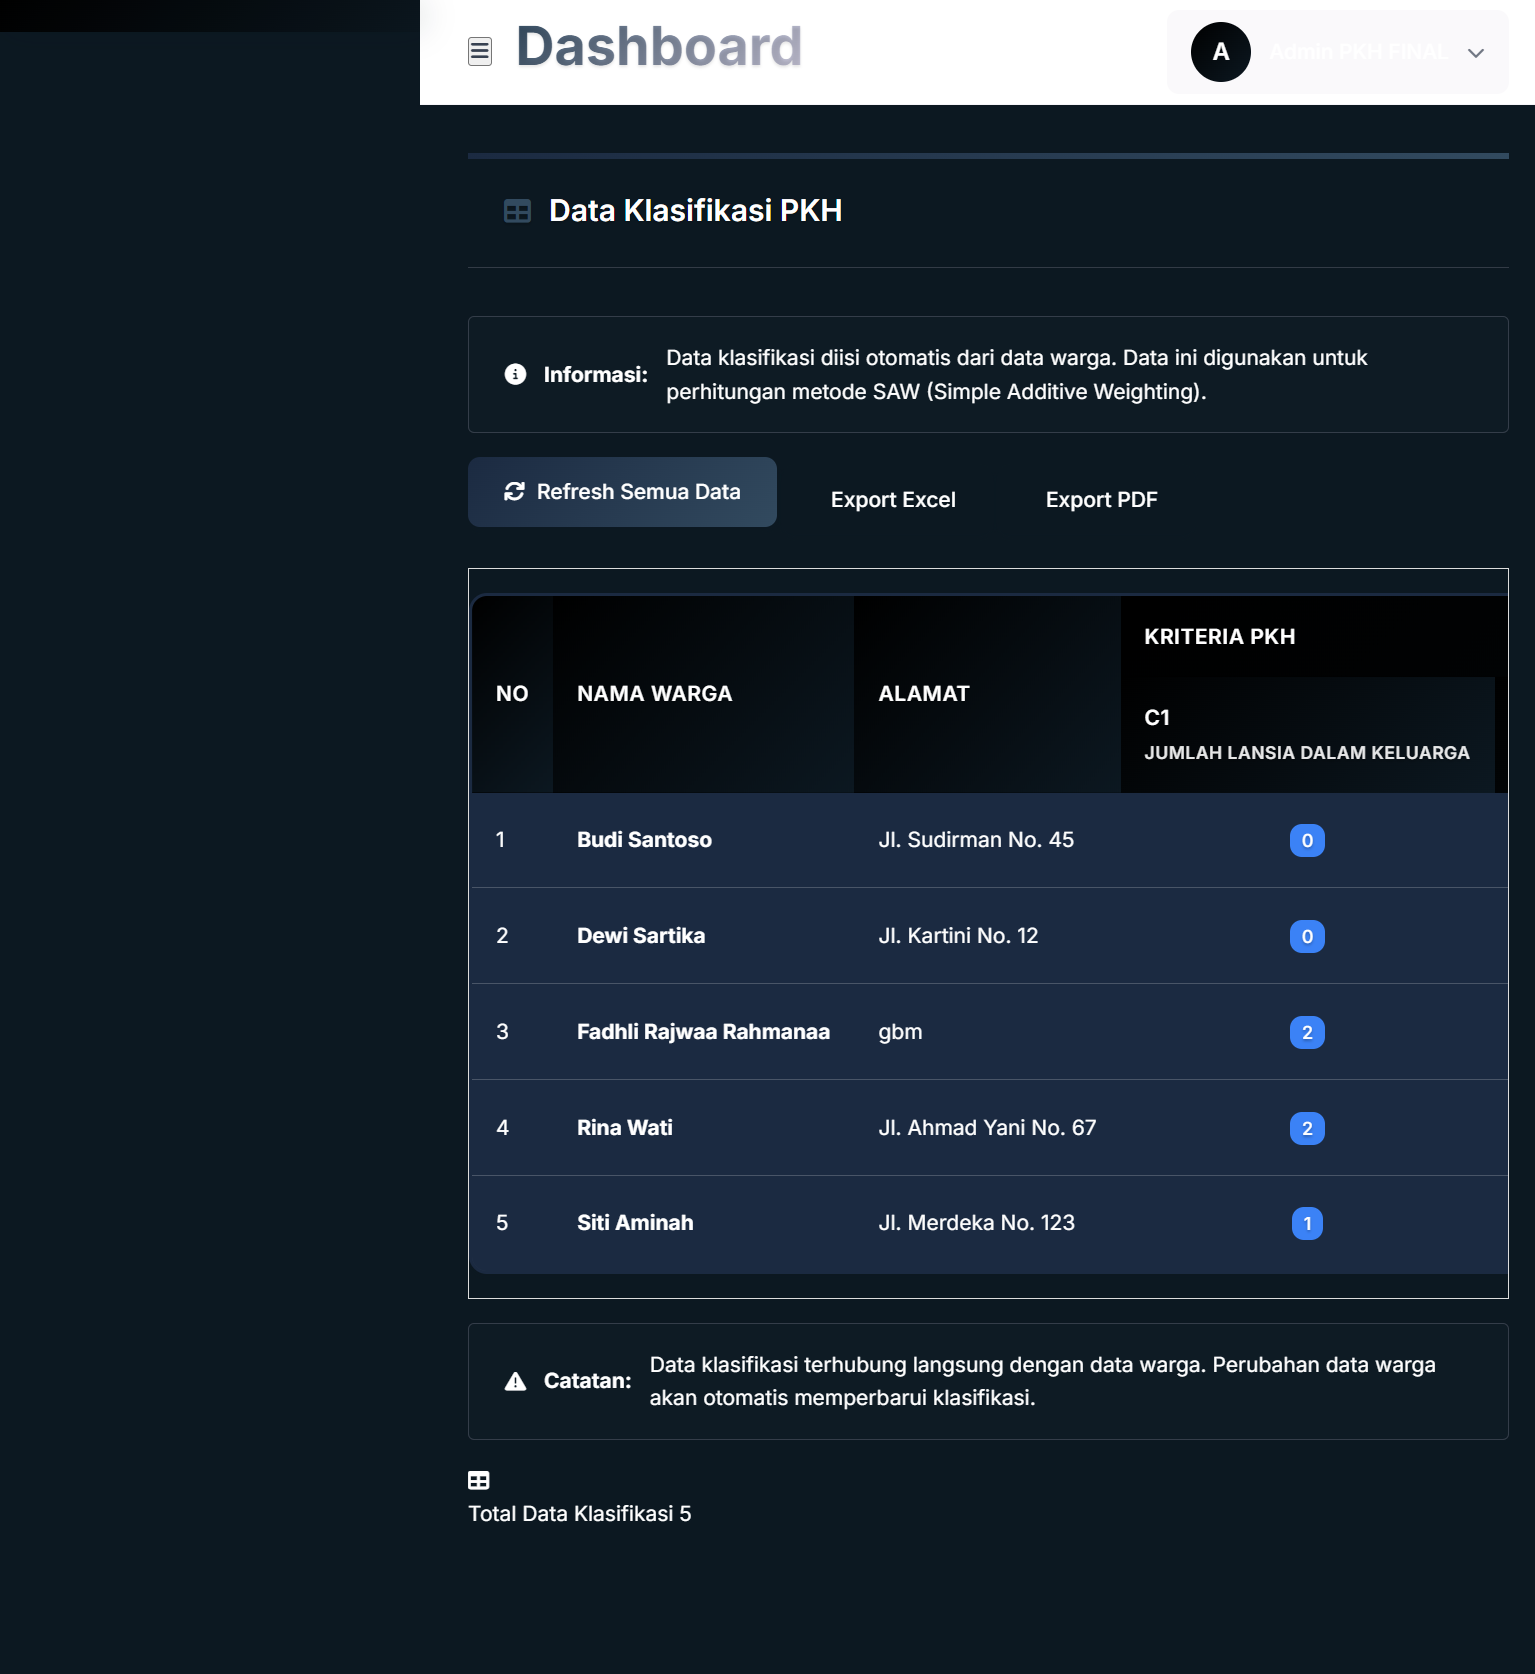 Dashboard
A Admin PKH FINAL
Data Klasifikasi PKH
Informasi: Data klasifikasi diisi otomatis dari data warga. Data ini digunakan untuk
perhitungan metode SAW (Simple Additive Weighting).
Refresh Semua Data Export Excel Export PDF
KRITERIA PKH
NO NAMA WARGA ALAMAT
C1
JUMLAH LANSIA DALAM KELUARGA
1 Budi Santoso Jl. Sudirman No. 45 0
2 Dewi Sartika Jl. Kartini No. 12 0
3 Fadhli Rajwaa Rahmanaa gbm 2
4 Rina Wati Jl. Ahmad Yani No. 67 2
5 Siti Aminah Jl. Merdeka No. 123 1
Catatan: Data klasifikasi terhubung langsung dengan data warga. Perubahan data warga
akan otomatis memperbarui klasifikasi.
Total Data Klasifikasi 5